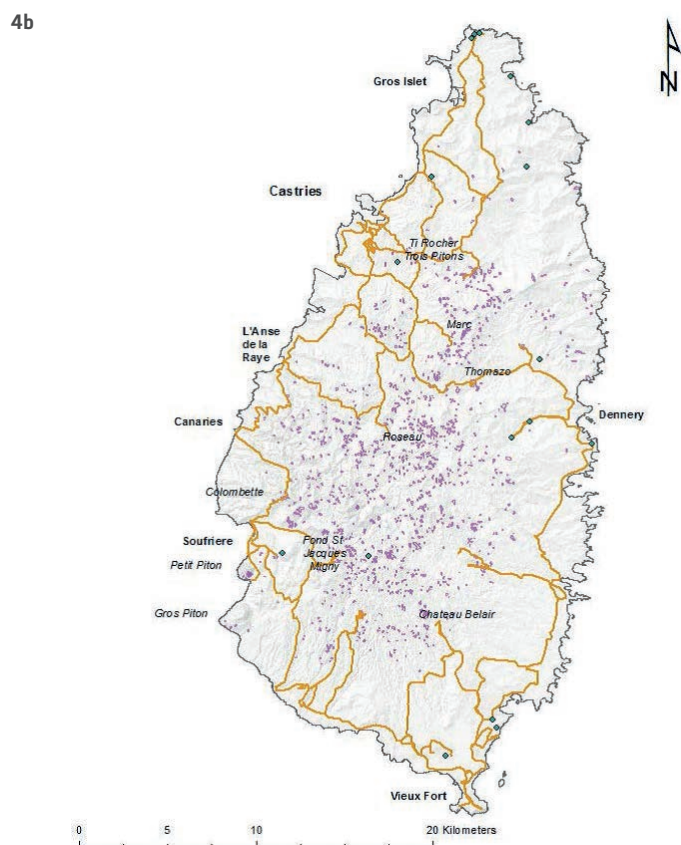 4b
N
Gros Islet
Castries
Ti Rocher
Trois Pitons
L'Anse
de la
Raye
Marc
Thomazo
Canaries
Roseau
Dennery
Colombette
Soufriere
Fond St
Jacques
Migny
Petit Piton
Gros Piton
Chateau Belair
Vieux Fort
0 5 10 20 Kilometers